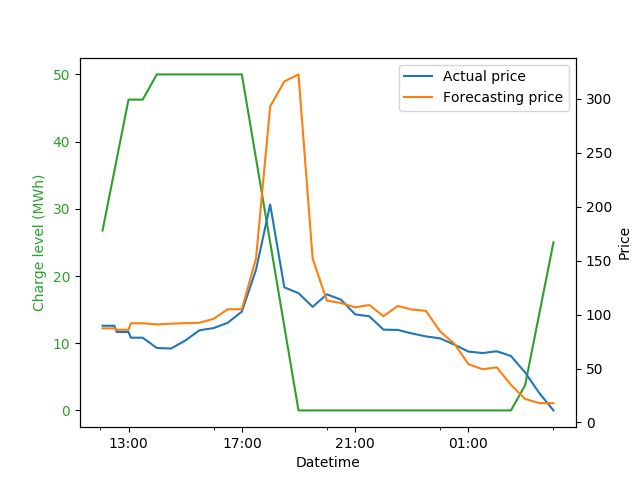 Actual price
Forecasting price
50
40
30
20
10
0
Charge level (MWh)
300
250
200
150
100
50
0
Price
13:00 17:00 21:00 01:00
Datetime